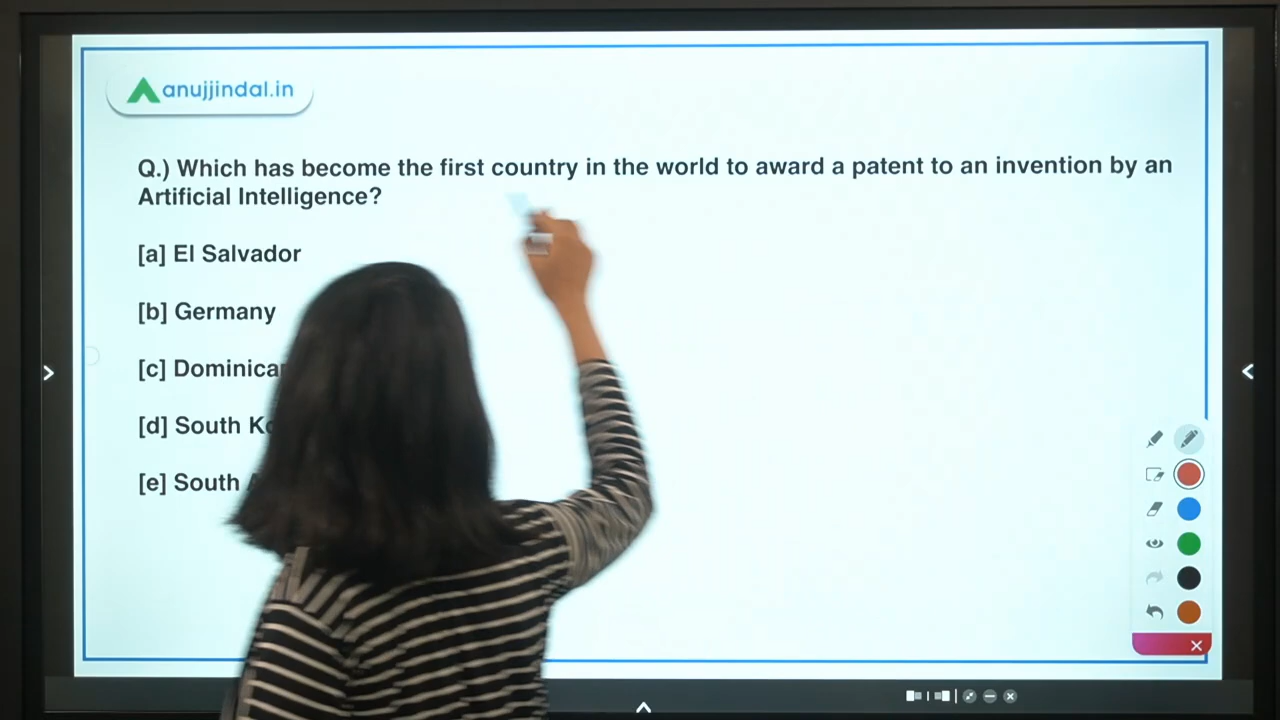 anujjindal.in
Q.) Which has become the first country in the world to award a patent to an invention by an
Artificial Intelligence?
[a] El Salvador
[b] Germany
[c] Dominica
[d] South
[e] South